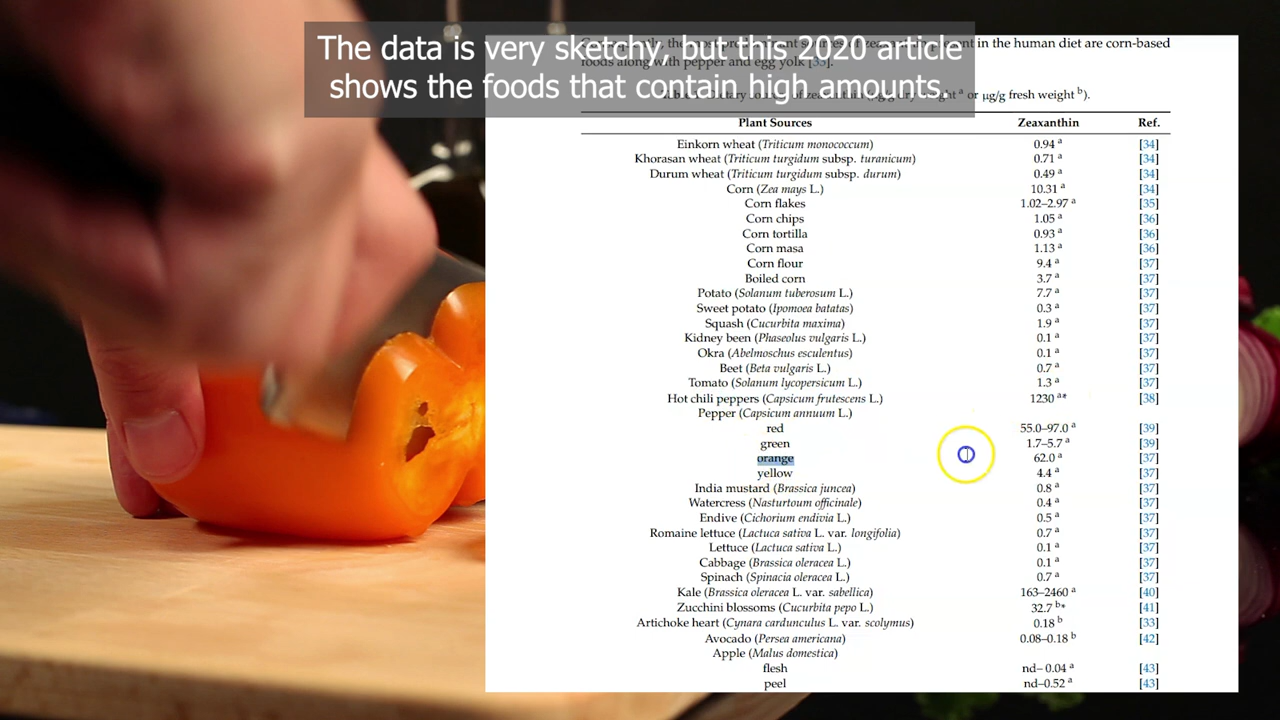 The data is very sketchy, but this 2020 article
shows the foods that contain high amounts.
in the human diet are corn-based
foods along with pepper and egg yolk [33].
or μg/g fresh weight b).
Plant Sources Zeaxanthin Ref.
Einkorn wheat (Triticum monococcum) 0.94 a [34]
Khorasan wheat (Triticum turgidum subsp. turanicum) 0.71 a [34]
Durum wheat (Triticum turgidum subsp. durum) 0.49 a [34]
Corn (Zea mays L.) 10.31 a [34]
Corn flakes 1.02–2.97 a [35]
Corn chips 1.05 a [36]
Corn tortilla 0.93 a [36]
Corn masa 1.13 a [36]
Corn flour 9.4 a [37]
Boiled corn 3.7 a [37]
Potato (Solanum tuberosum L.) 7.7 a [37]
Sweet potato (Ipomoea batatas) 0.3 a [37]
Squash (Cucurbita maxima) 1.9 a [37]
Kidney been (Phaseolus vulgaris L.) 0.1 a [37]
Okra (Abelmoschus esculentus) 0.1 a [37]
Beet (Beta vulgaris L.) 0.7 a [37]
Tomato (Solanum lycopersicum L.) 1.3 a [37]
Hot chili peppers (Capsicum frutescens L.) 1230 a* [38]
Pepper (Capsicum annuum L.)
red 55.0–97.0 a [39]
green 1.7–5.7 a [39]
orange 62.0 a [37]
yellow 4.4 a [37]
India mustard (Brassica juncea) 0.8 a [37]
Watercress (Nasturtoum officinale) 0.4 a [37]
Endive (Cichorium endivia L.) 0.5 a [37]
Romaine lettuce (Lactuca sativa L. var. longifolia) 0.7 a [37]
Lettuce (Lactuca sativa L.) 0.1 a [37]
Cabbage (Brassica oleracea L.) 0.1 a [37]
Spinach (Spinacia oleracea L.) 0.7 a [37]
Kale (Brassica oleracea L. var. sabellica) 163–2460 a [40]
Zucchini blossoms (Cucurbita pepo L.) 32.7 b* [41]
Artichoke heart (Cynara cardunculus L. var. scolymus) 0.18 b [33]
Avocado (Persea americana) 0.08–0.18 b [42]
Apple (Malus domestica)
flesh nd– 0.04 a [43]
peel nd–0.52 a [43]